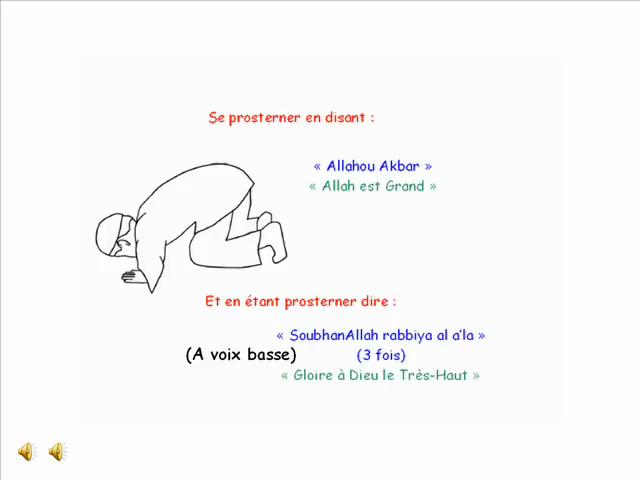 Se prosterner en disant :
« Allahou Akbar »
« Allah est Grand »
Et en étant prosterner dire :
« SoubhanAllah rabbiya al a’la »
(A voix basse) (3 fois)
« Gloire à Dieu le Très-Haut »